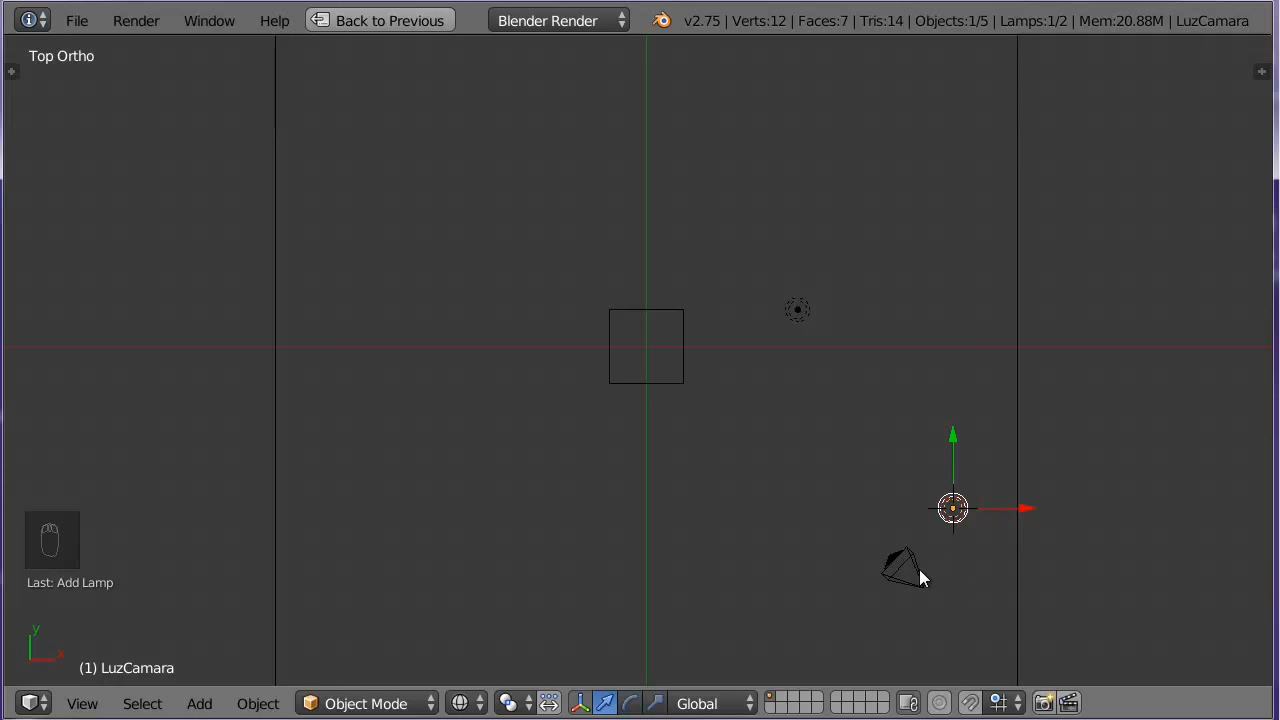 File Render Window Help Back to Previous Blender Render v2.75 | Verts:12 | Faces:7 | Tris:14 | Objects:1/5 | Lamps:1/2 | Mem:20.88M | LuzCamara
Top Ortho
Last: Add Lamp
y
x
(1) LuzCamara
View Select Add Object Object Mode Global